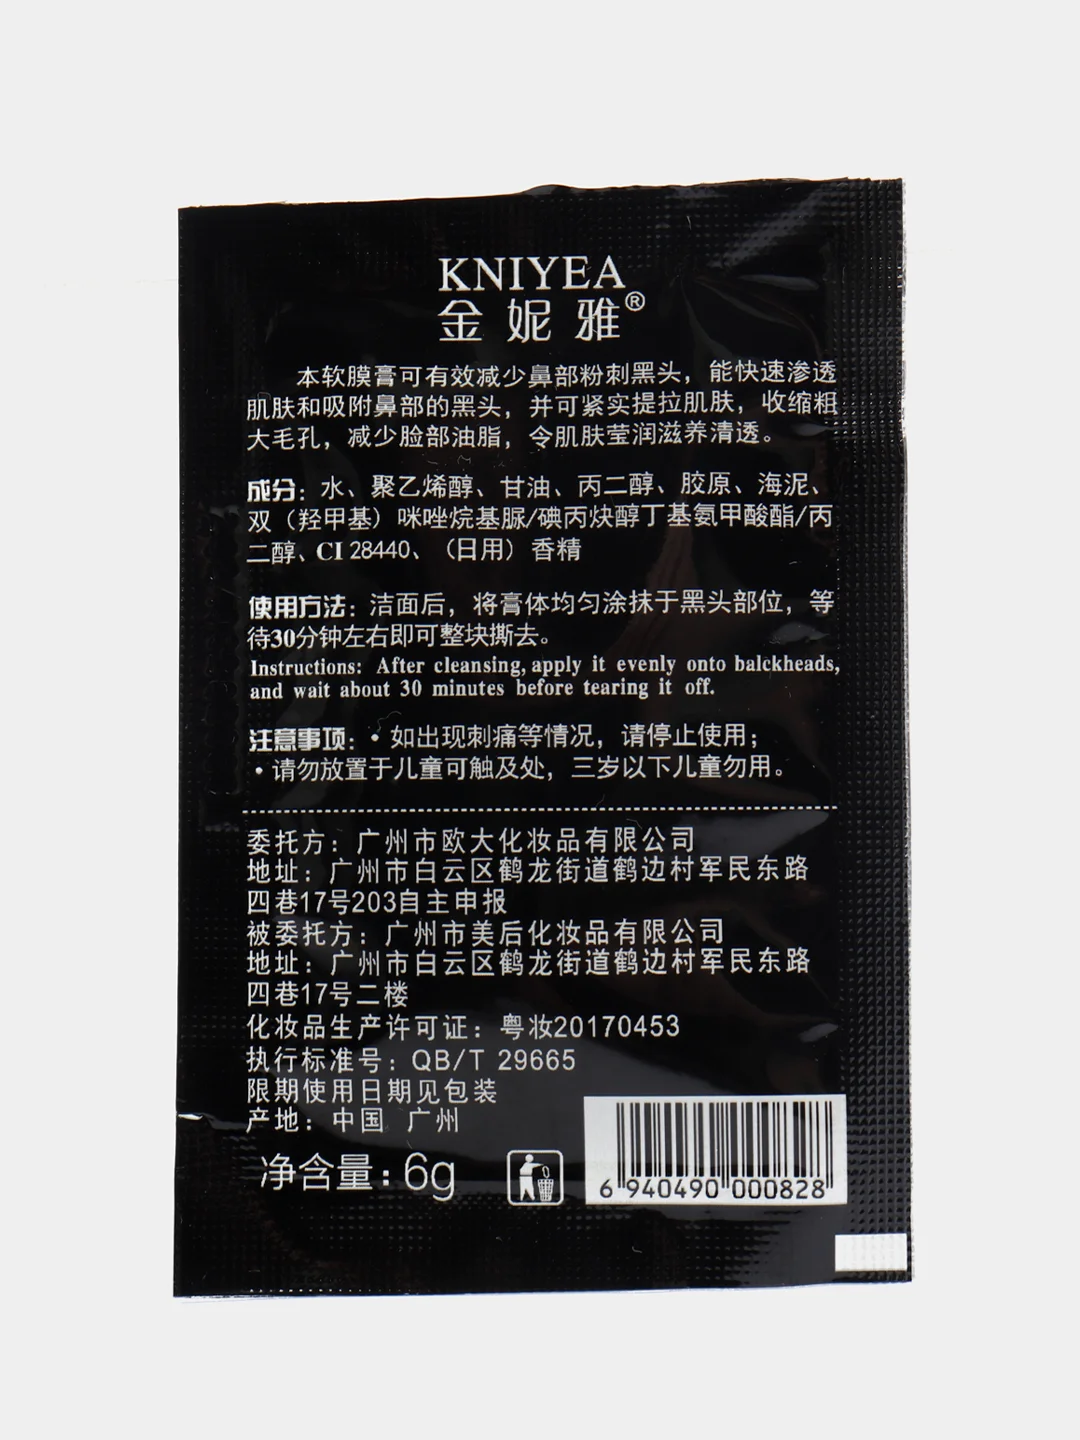 KNIYEA
金妮雅®
本软膜膏可有效减少鼻部粉刺黑头，能快速渗透
肌肤和吸附鼻部的黑头，并可紧实提拉肌肤，收缩粗
大毛孔，减少脸部油脂，令肌肤莹润滋养清透。
成分：水、聚乙烯醇、甘油、丙二醇、胶原、海泥、
双（羟甲基）咪唑烷基脲/碘丙炔醇丁基氨甲酸酯/丙
二醇、CI 28440、（日用）香精
使用方法：洁面后，将膏体均匀涂抹于黑头部位，等
待30分钟左右即可整块撕去。
Instructions: After cleansing, apply it evenly onto balckheads,
and wait about 30 minutes before tearing it off.
注意事项：• 如出现刺痛等情况，请停止使用；
• 请勿放置于儿童可触及处，三岁以下儿童勿用。
委托方：广州市欧大化妆品有限公司
地址：广州市白云区鹤龙街道鹤边村军民东路
四巷17号203自主申报
被委托方：广州市美后化妆品有限公司
地址：广州市白云区鹤龙街道鹤边村军民东路
四巷17号二楼
化妆品生产许可证：粤妆20170453
执行标准号：QB/T 29665
限期使用日期见包装
产地：中国 广州
净含量：6g
6 940490 000828